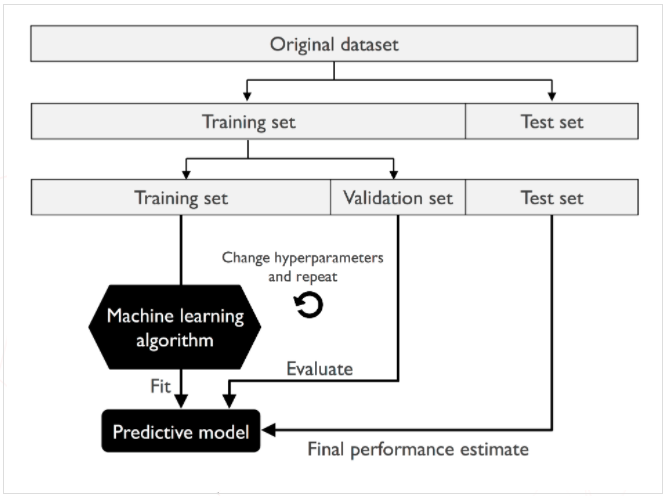 Original dataset
Training set
Test set
Training set
Validation set
Test set
Change hyperparameters
and repeat
Machine learning
algorithm
Evaluate
Fit
Predictive model
Final performance estimate